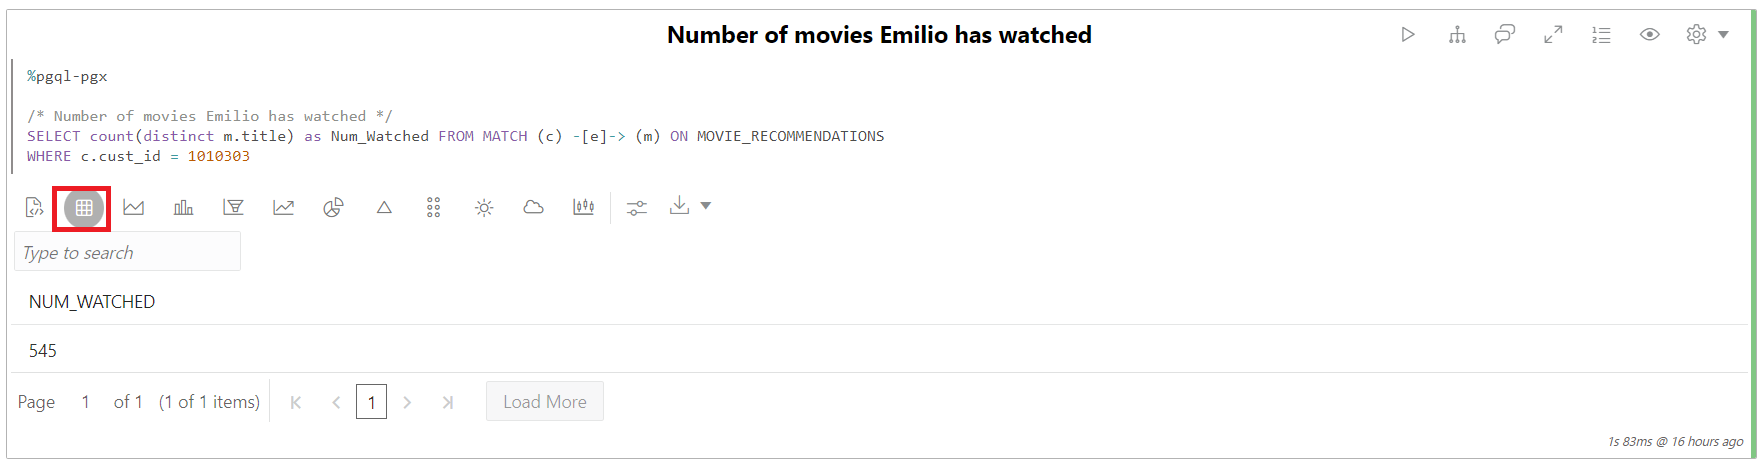 Number of movies Emilio has watched
%pgql-pgx
/* Number of movies Emilio has watched */
SELECT count(distinct m.title) as Num_Watched FROM MATCH (c) -[e]-> (m) ON MOVIE_RECOMMENDATIONS
WHERE c.cust_id = 1010303
Type to search
NUM_WATCHED
545
Page 1 of 1 (1 of 1 items) 1 Load More
1s 83ms @ 16 hours ago